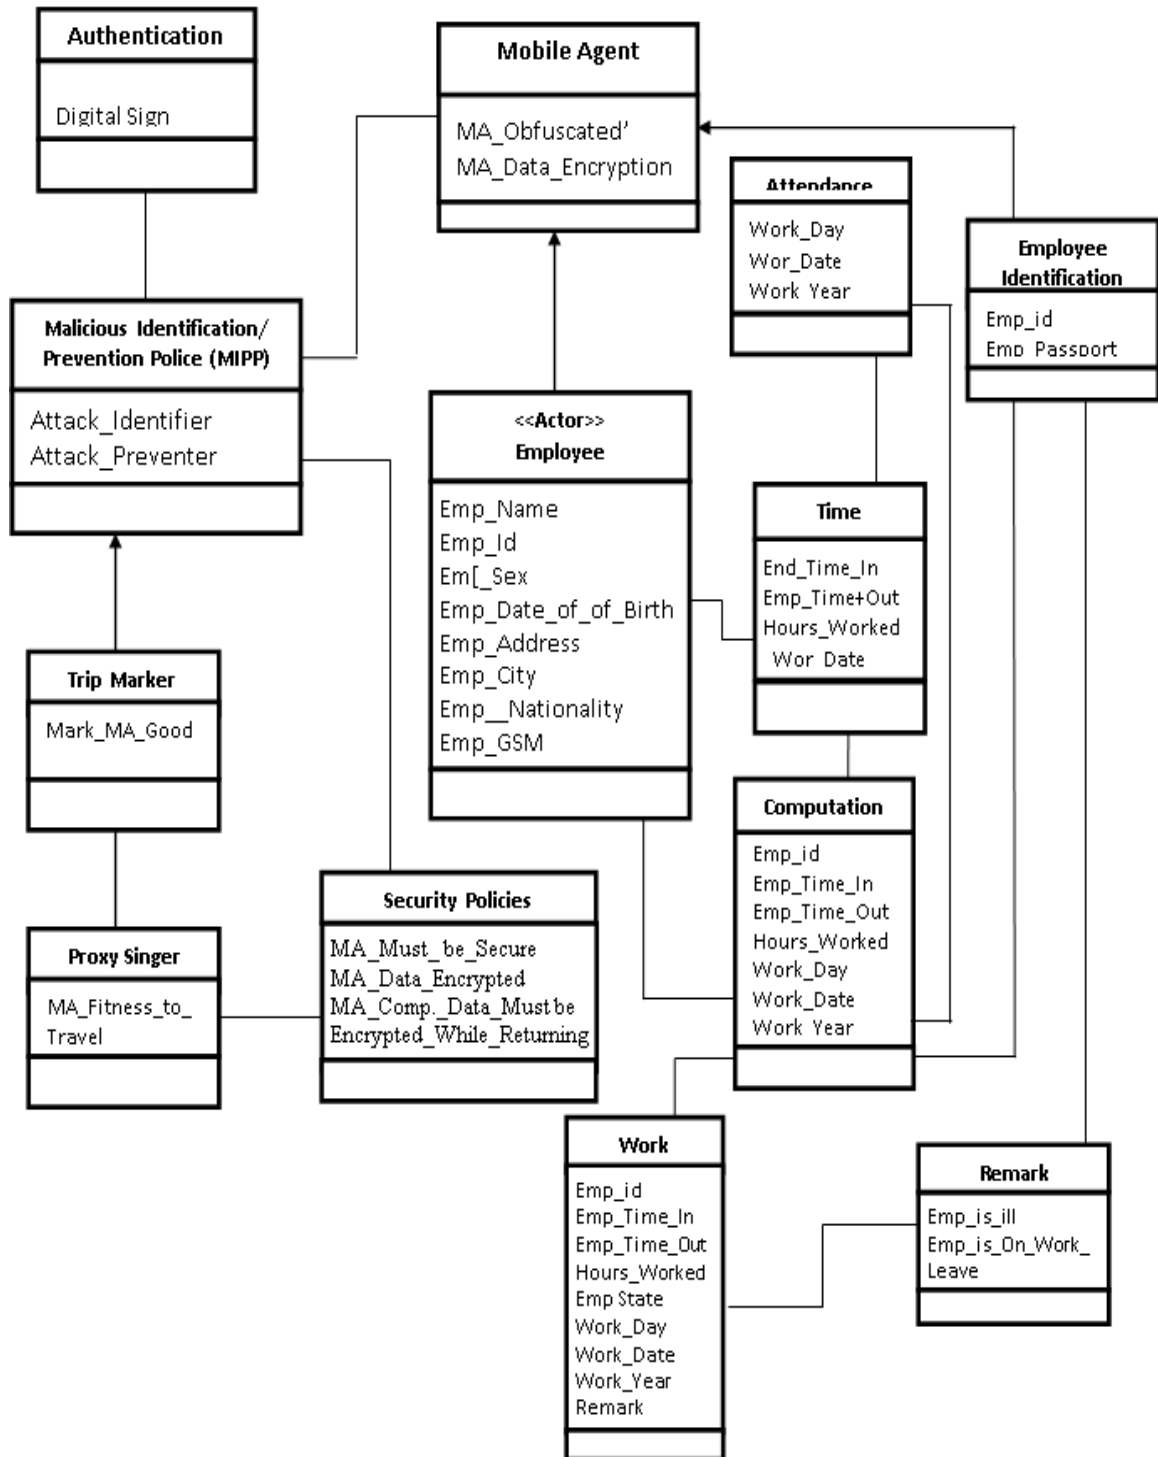 Authentication
Digital Sign
Mobile Agent
MA_Obfuscated’
MA_Data_Encryption
Attendance
Work_Day
Wor_Date
Work Year
Employee
Identification
Emp_id
Emp_Passport
Malicious Identification/
Prevention Police (MIPP)
Attack_Identifier
Attack_Preventer
<<Actor>>
Employee
Emp_Name
Emp_Id
Em[_Sex
Emp_Date_of_of_Birth
Emp_Address
Emp_City
Emp__Nationality
Emp_GSM
Time
End_Time_In
Emp_Time+Out
Hours_Worked
_Wor Date
Trip Marker
Mark_MA_Good
Computation
Emp_id
Emp_Time_In
Emp_Time_Out
Hours_Worked
Work_Day
Work_Date
Work Year
Security Policies
MA_Must_be_Secure
MA_Data_Encrypted
MA_Comp._Data_Must be
Encrypted_While_Returning
Proxy Singer
MA_Fitness_to_
Travel
Work
Emp_id
Emp_Time_In
Emp_Time_Out
Hours_Worked
Emp State
Work_Day
Work_Date
Work_Year
Remark
Remark
Emp_is_ill
Emp_is_On_Work_
Leave